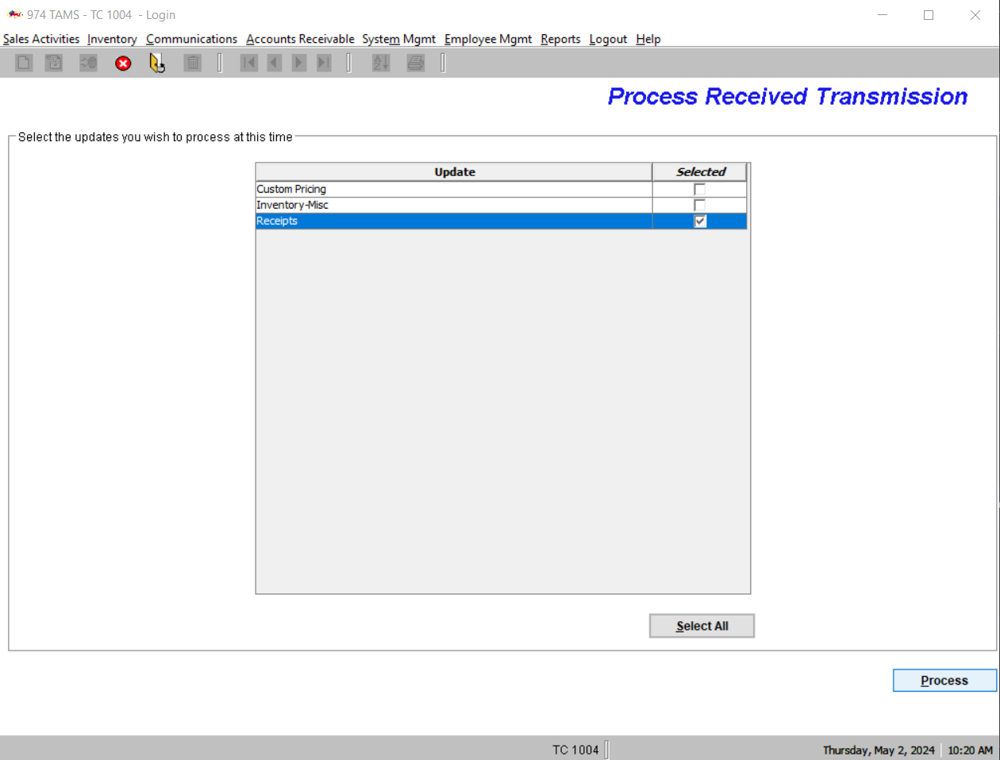 974 TAMS - TC 1004  - Login
Sales Activities Inventory Communications Accounts Receivable System Mgmt Employee Mgmt Reports Logout Help
Process Received Transmission
Select the updates you wish to process at this time
Update Selected
Custom Pricing
Inventory-Misc
Receipts
Select All
Process
TC 1004 Thursday, May 2, 2024 10:20 AM